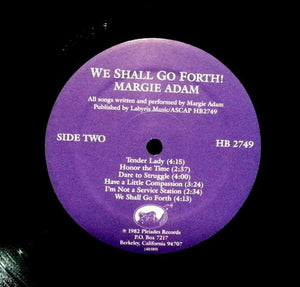 WE SHALL GO FORTH!
MARGIE ADAM
All songs written and performed by Margie Adam
Published by Labyris Music/ASCAP HB2749
SIDE TWO
HB 2749
Tender Lady (4:15)
Honor the Time (2:37)
Dare to Struggle (4:00)
Have a Little Compassion (3:24)
I'm Not a Service Station (2:34)
We Shall Go Forth (4:13)
℗ 1982 Pleiades Records
P.O. Box 7217
Berkeley, California 94707